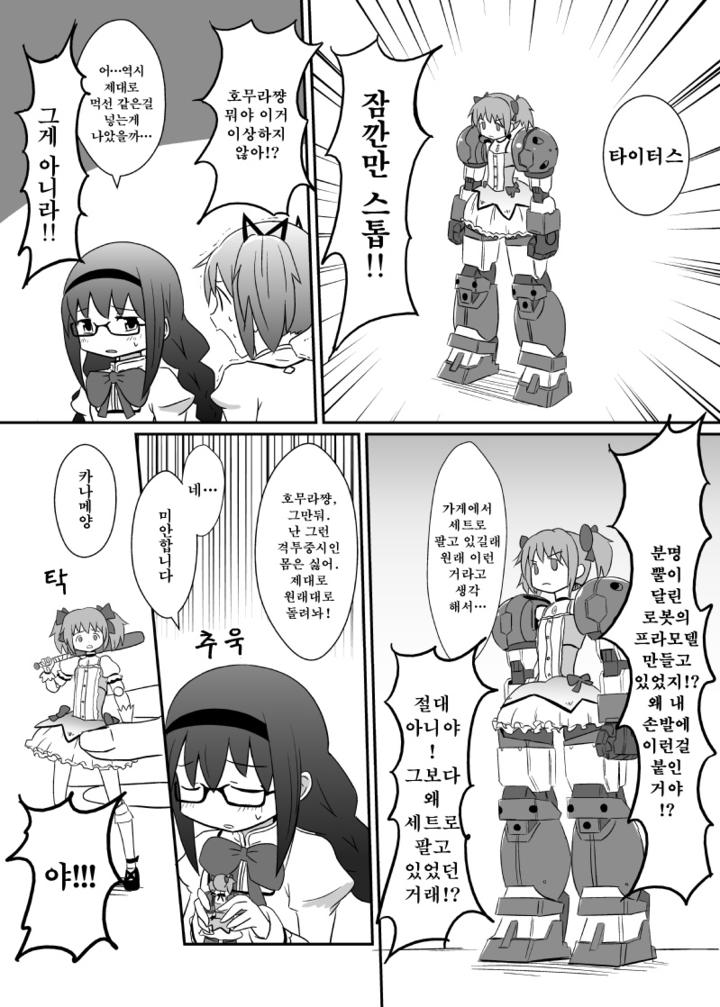 타이터스
잠깐만 스톱!!
호무라쨩
뭐야 이거
이상하지
않아!?
어…역시
제대로
먹선 같은걸
넣는게
나았을까…
그게 아니라!!
분명
뿔이
달린
로봇의
프라모델
만들고
있었지!?
왜 내
손발에
이런걸
붙인
거야
!?
가게에서
세트로
팔고 있길래
원래 이런
거라고
생각
해서…
절대
아니야
!
그보다
왜
세트로
팔고
있었던
거래!?
호무라쨩,
그만둬.
난 그런
격투중시인
몸은 싫어.
제대로
원래대로
돌려놔!
네…
미안합니다
추욱
카나메양
탁
야!!!